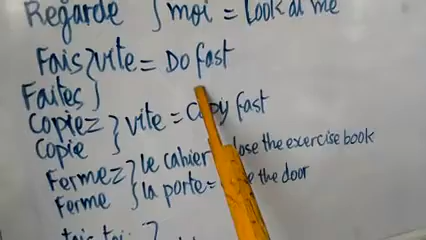 Regarde } moi = Look at me
Fais } vite = Do fast
Faites
Copiez } vite = Copy fast
Copie
Fermez } le cahier lose the exercise book
Ferme } la porte = the door